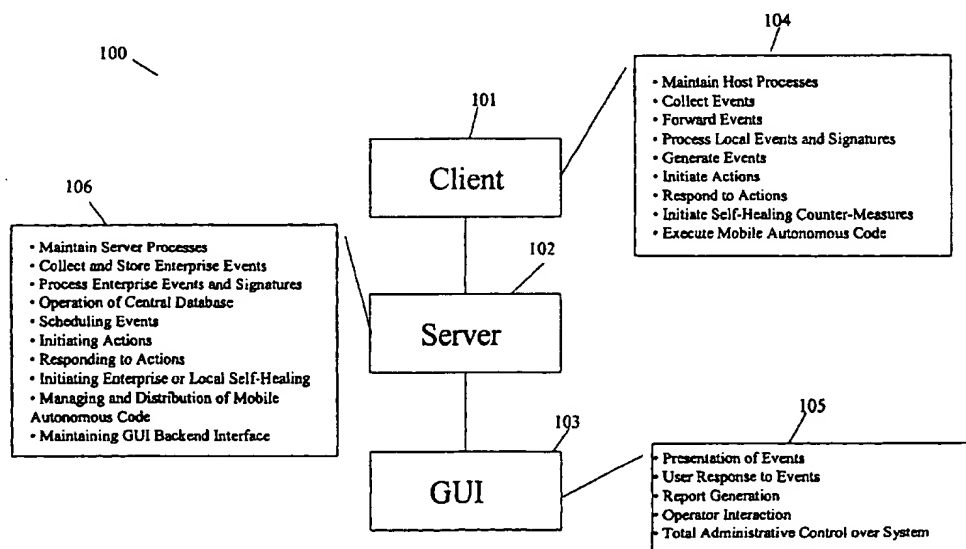 104
100
• Maintain Host Processes
• Collect Events
• Forward Events
• Process Local Events and Signatures
• Generate Events
• Initiate Actions
• Respond to Actions
• Initiate Self-Healing Counter-Measures
• Execute Mobile Autonomous Code
101
Client
106
• Maintain Server Processes
• Collect and Store Enterprise Events
• Process Enterprise Events and Signatures
• Operation of Central Database
• Scheduling Events
• Initiating Actions
• Responding to Actions
• Initiating Enterprise or Local Self-Healing
• Managing and Distribution of Mobile
Autonomous Code
• Maintaining GUI Backend Interface
102
Server
103
GUI
105
• Presentation of Events
• User Response to Events
• Report Generation
• Operator Interaction
• Total Administrative Control over System